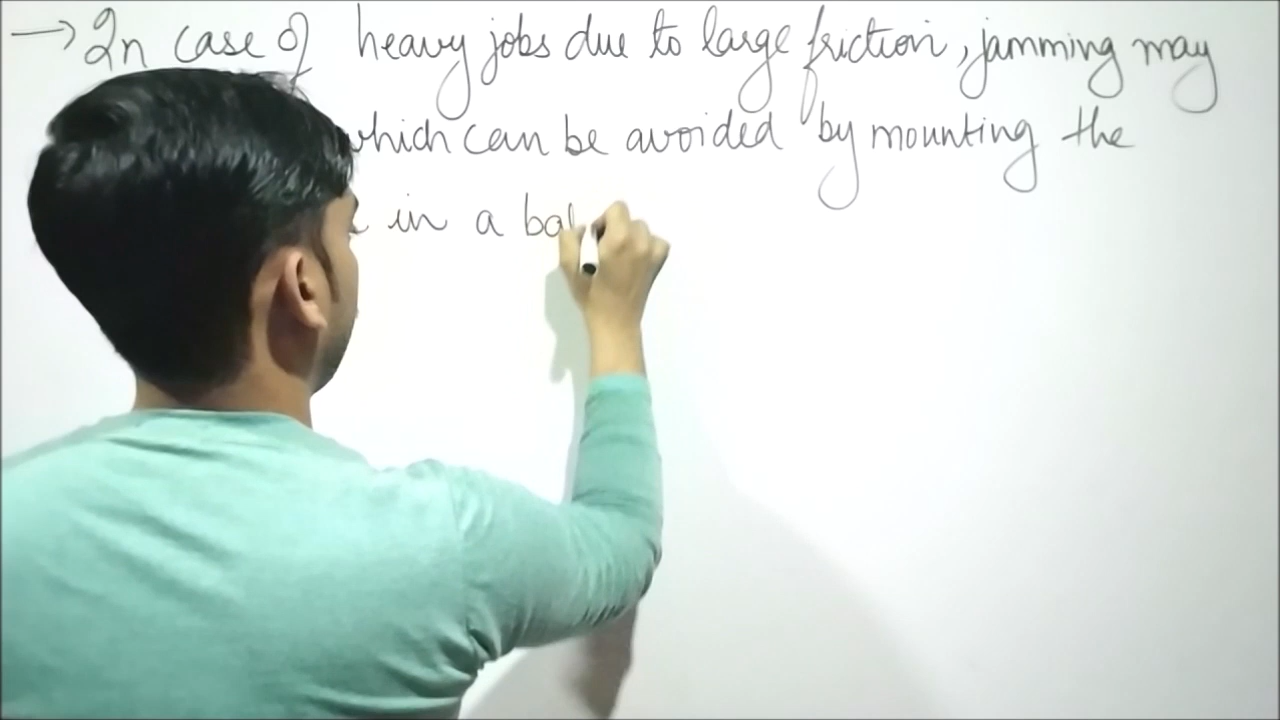 → In case of heavy jobs due to large friction, jamming may
which can be avoided by mounting the
in a bal